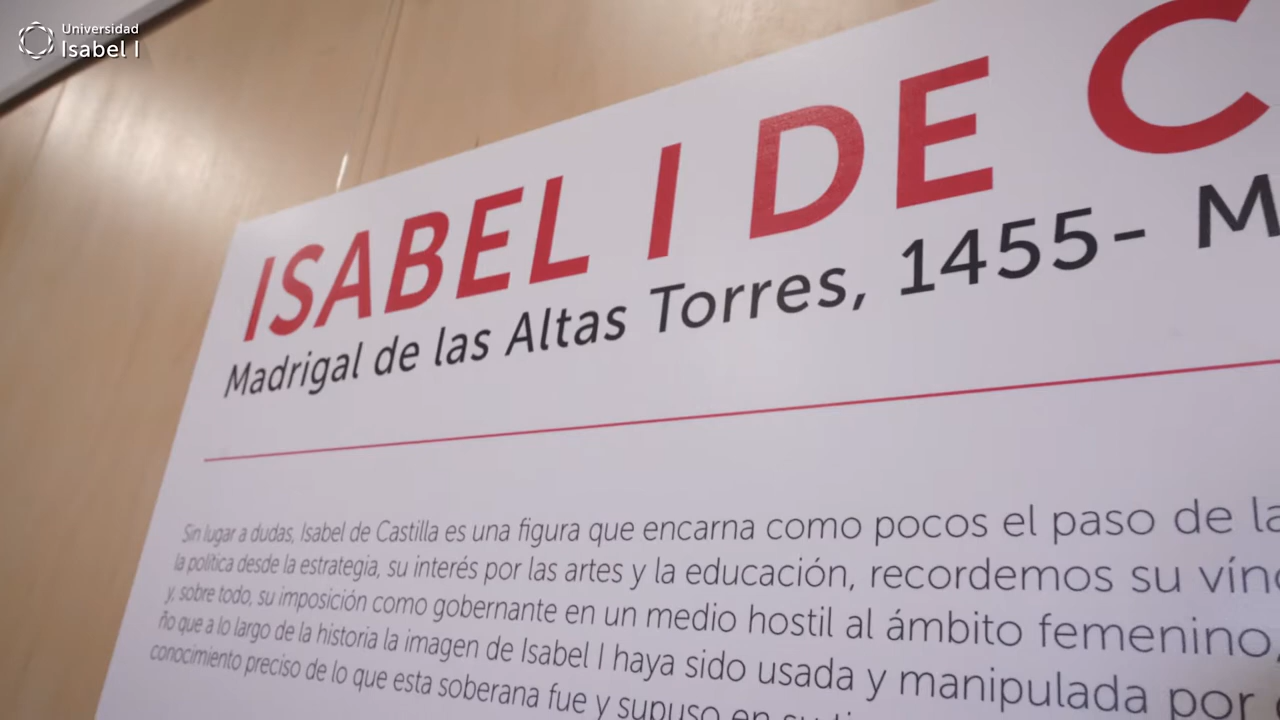 Universidad
Isabel I
ISABEL I DE C
Madrigal de las Altas Torres, 1455- M
Sin lugar a dudas, Isabel de Castilla es una figura que encarna como pocos el paso de la
la política desde la estrategia, su interés por las artes y la educación, recordemos su vínc
y, sobre todo, su imposición como gobernante en un medio hostil al ámbito femenino,
ño que a lo largo de la historia la imagen de Isabel I haya sido usada y manipulada por
conocimiento preciso de lo que esta soberana fue y supuso en su